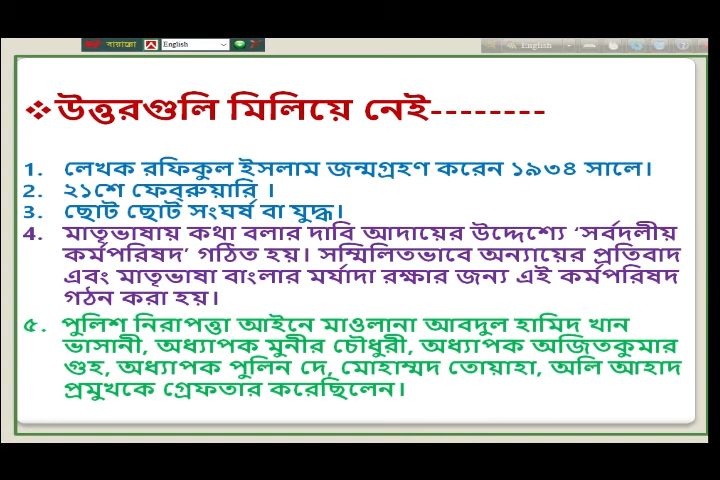 বায়ান্নো English English
❖উত্তরগুলি মিলিয়ে নেই--------
1. লেখক রফিকুল ইসলাম জন্মগ্রহণ করেন ১৯৩৪ সালে।
2. ২১শে ফেব্রুয়ারি ।
3. ছোট ছোট সংঘর্ষ বা যুদ্ধ।
4. মাতৃভাষায় কথা বলার দাবি আদায়ের উদ্দেশ্যে ‘সর্বদলীয়
কর্মপরিষদ’ গঠিত হয়। সম্মিলিতভাবে অন্যায়ের প্রতিবাদ
এবং মাতৃভাষা বাংলার মর্যাদা রক্ষার জন্য এই কর্মপরিষদ
গঠন করা হয়।
৫. পুলিশ নিরাপত্তা আইনে মাওলানা আবদুল হামিদ খান
ভাসানী, অধ্যাপক মুনীর চৌধুরী, অধ্যাপক অজিতকুমার
গুহ, অধ্যাপক পুলিন দে, মোহাম্মদ তোয়াহা, অলি আহাদ
প্রমুখকে গ্রেফতার করেছিলেন।